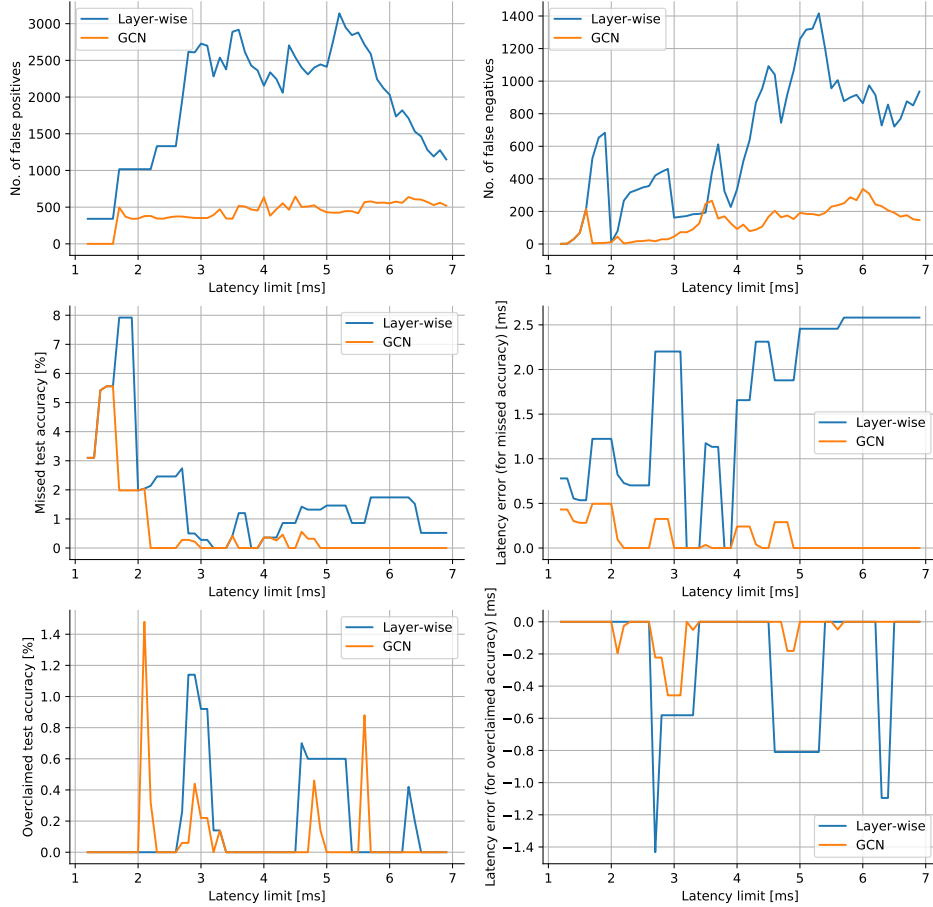 No. of false positives
3000
2500
2000
1500
1000
500
0
1 2 3 4 5 6 7
Latency limit [ms]
Layer-wise
GCN
No. of false negatives
1400
1200
1000
800
600
400
200
0
1 2 3 4 5 6 7
Latency limit [ms]
Layer-wise
GCN
Missed test accuracy [%]
8
7
6
5
4
3
2
1
0
1 2 3 4 5 6 7
Latency limit [ms]
Layer-wise
GCN
Latency error (for missed accuracy) [ms]
2.5
2.0
1.5
1.0
0.5
0.0
1 2 3 4 5 6 7
Latency limit [ms]
Layer-wise
GCN
Overclaimed test accuracy [%]
1.4
1.2
1.0
0.8
0.6
0.4
0.2
0.0
1 2 3 4 5 6 7
Latency limit [ms]
Layer-wise
GCN
Latency error (for overclaimed accuracy) [ms]
0.0
−0.2
−0.4
−0.6
−0.8
−1.0
−1.2
−1.4
1 2 3 4 5 6 7
Latency limit [ms]
Layer-wise
GCN